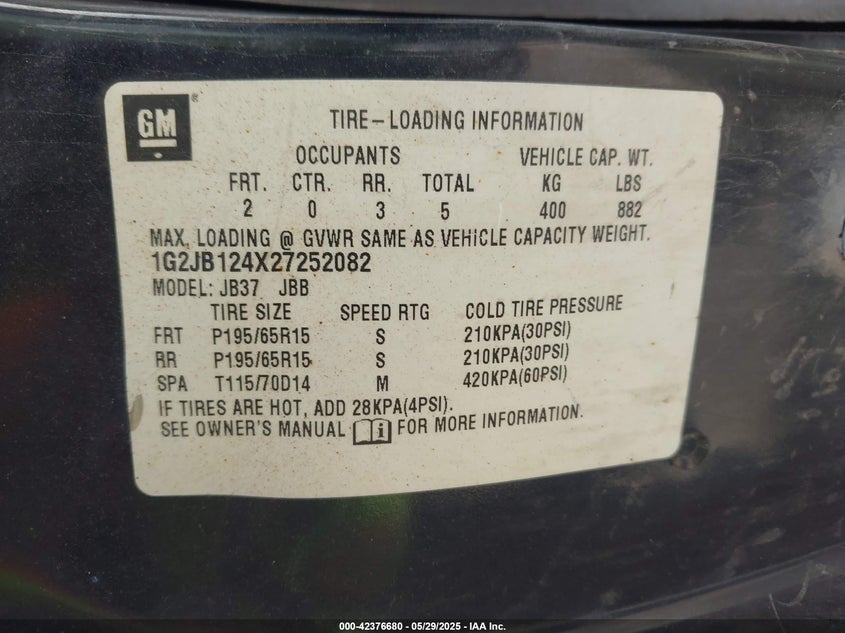 GM ®
TIRE-LOADING INFORMATION
OCCUPANTS VEHICLE CAP. WT.
FRT. CTR. RR. TOTAL KG LBS
2 0 3 5 400 882
MAX. LOADING @ GVWR SAME AS VEHICLE CAPACITY WEIGHT.
1G2JB124X27252082
MODEL: JB37 JBB
TIRE SIZE SPEED RTG COLD TIRE PRESSURE
FRT P195/65R15 S 210KPA(30PSI)
RR P195/65R15 S 210KPA(30PSI)
SPA T115/70D14 M 420KPA(60PSI)
IF TIRES ARE HOT, ADD 28KPA(4PSI).
SEE OWNER'S MANUAL i FOR MORE INFORMATION.
000-42376680 | 05/29/2025 - IAA Inc.